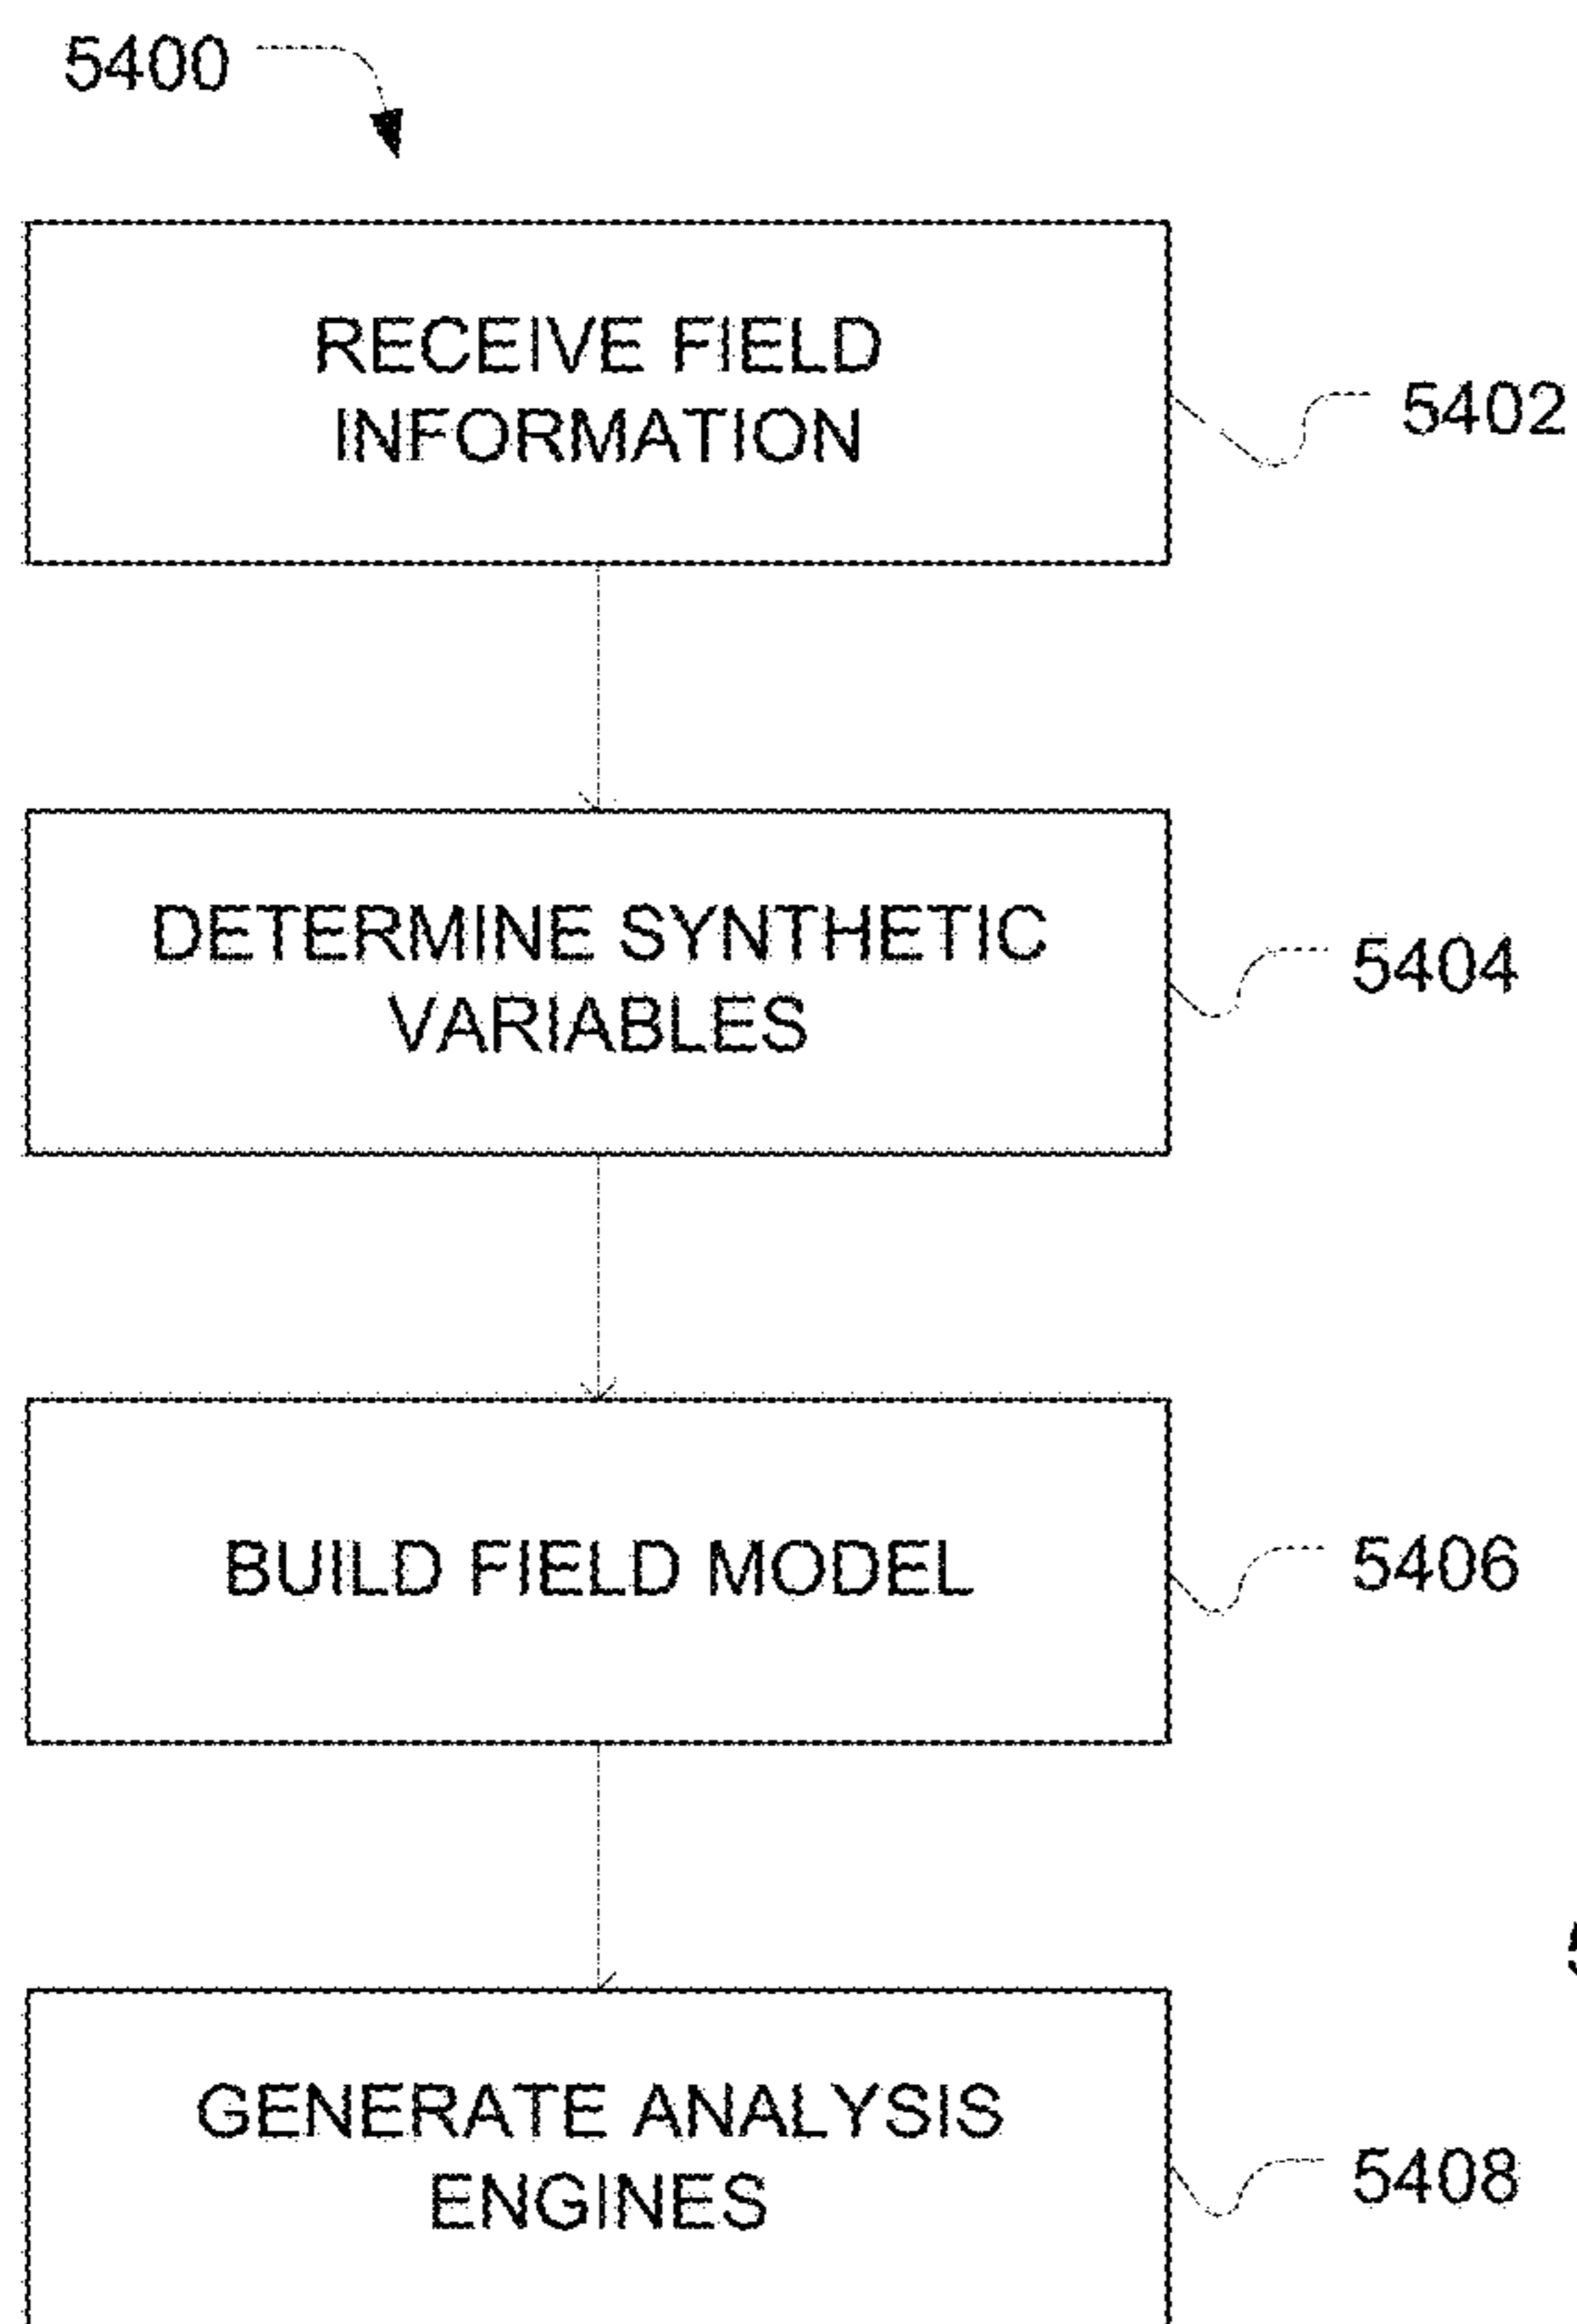 5400
RECEIVE FIELD
INFORMATION
5402
DETERMINE SYNTHETIC
VARIABLES
5404
BUILD FIELD MODEL
5406
GENERATE ANALYSIS
ENGINES
5408